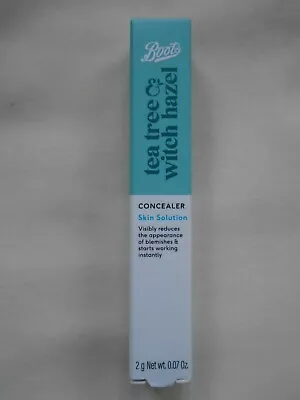 Boots
tea tree &
witch hazel
CONCEALER
Skin Solution
Visibly reduces
the appearance
of blemishes &
starts working
instantly
2 g Net wt. 0.07 Oz.